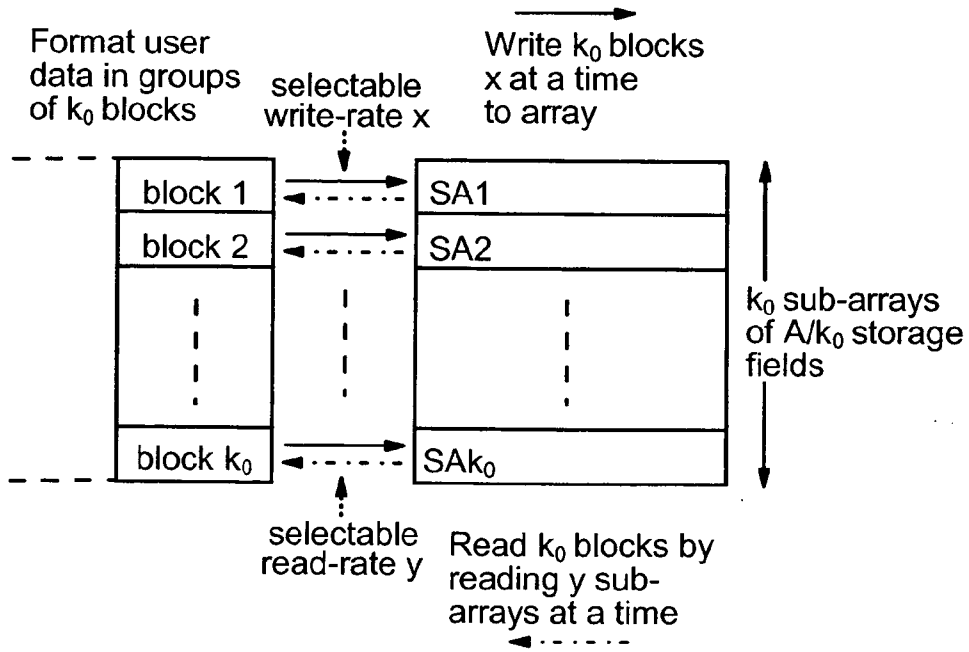 Format user
data in groups
of k₀ blocks
selectable
write-rate x
Write k₀ blocks
x at a time
to array
block 1
SA1
block 2
SA2
k₀ sub-arrays
of A/k₀ storage
fields
block k₀
SAk₀
selectable
read-rate y
Read k₀ blocks by
reading y sub-
arrays at a time